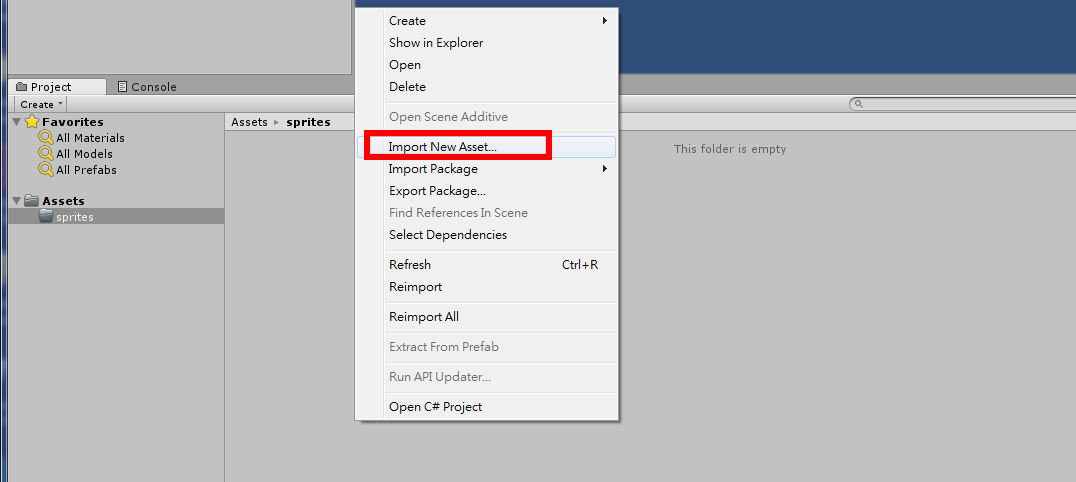 Project
Console
Create
Favorites
All Materials
All Models
All Prefabs
Assets
sprites
Assets ▸ sprites
This folder is empty
Create
Show in Explorer
Open
Delete
Open Scene Additive
Import New Asset...
Import Package
Export Package...
Find References In Scene
Select Dependencies
Refresh Ctrl+R
Reimport
Reimport All
Extract From Prefab
Run API Updater...
Open C# Project